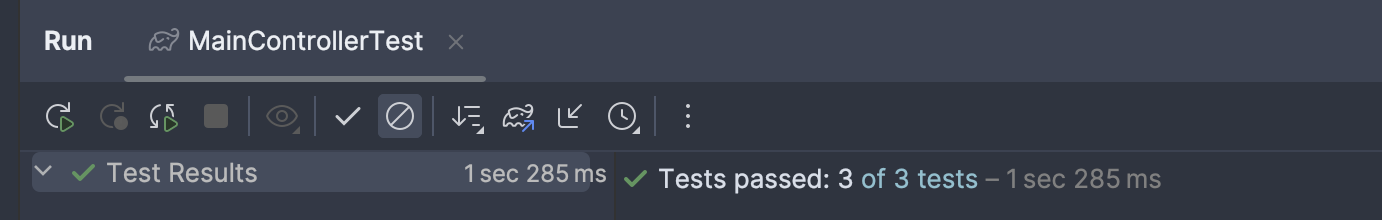 Run MainControllerTest
Test Results 1 sec 285 ms Tests passed: 3 of 3 tests – 1 sec 285 ms